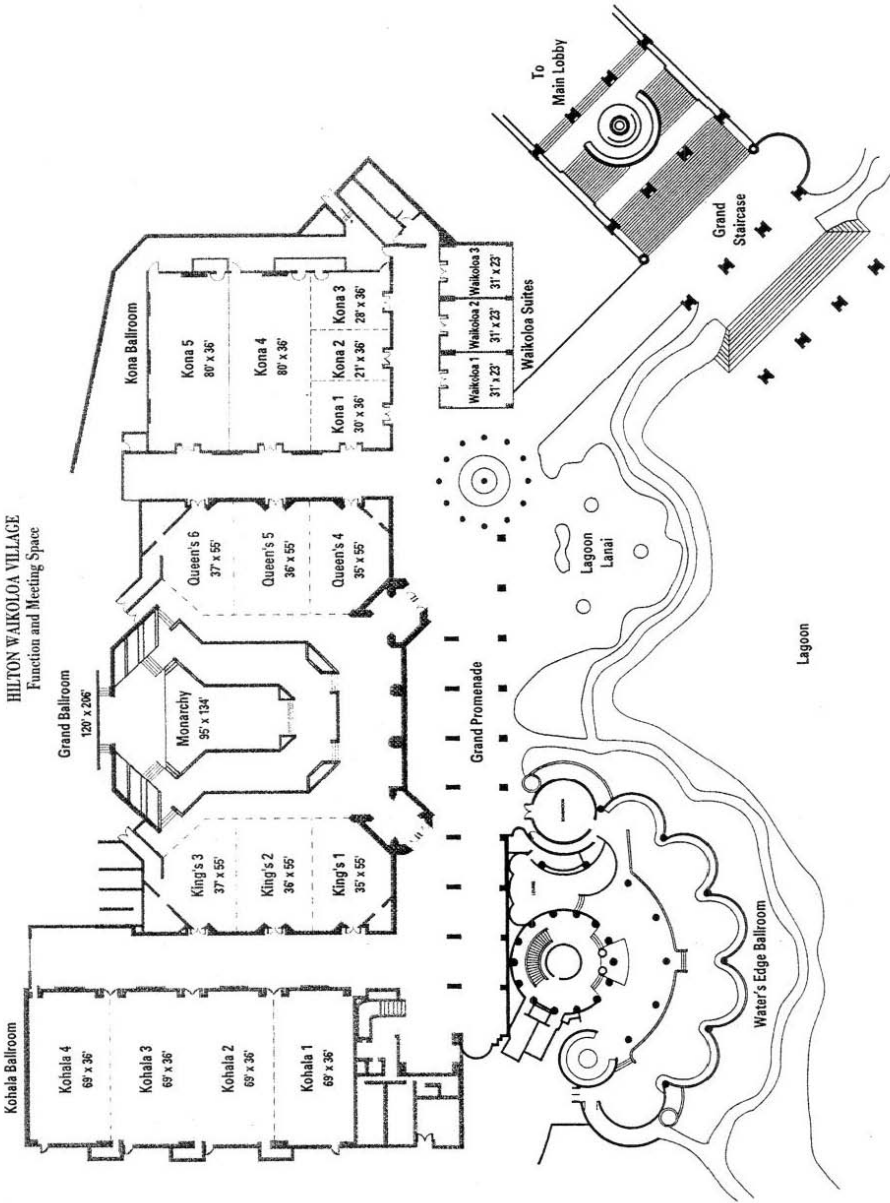 HILTON WAIKOLOA VILLAGE
Function and Meeting Space
Kohala Ballroom
Kohala 4
69' x 36'
Kohala 3
69' x 36'
Kohala 2
69' x 36'
Kohala 1
69' x 36'
Grand Ballroom
120' x 206'
Monarchy
95' x 134'
King's 3
37' x 55'
King's 2
36' x 55'
King's 1
35' x 55'
Queen's 6
37' x 55'
Queen's 5
36' x 55'
Queen's 4
35' x 55'
Kona Ballroom
Kona 5
80' x 36'
Kona 4
80' x 36'
Kona 1
30' x 36'
Kona 2
21' x 36'
Kona 3
28' x 36'
Waikoloa 1
31' x 23'
Waikoloa 2
31' x 23'
Waikoloa 3
31' x 23'
Waikoloa Suites
Grand Promenade
To
Main Lobby
Grand
Staircase
Lagoon
Lanai
Lagoon
Water's Edge Ballroom
LOUNGE